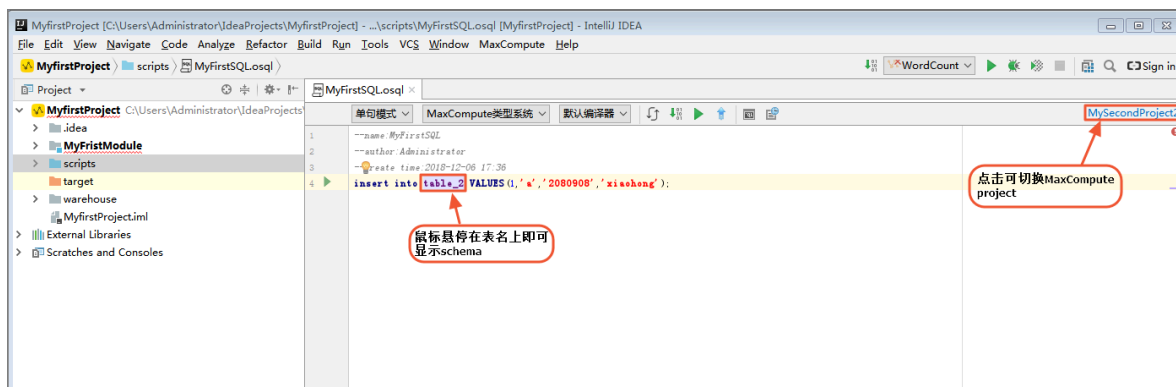 MyfirstProject [C:\Users\Administrator\IdeaProjects\MyfirstProject] - ...\scripts\MyFirstSQL.osql [MyfirstProject] - IntelliJ IDEA
File Edit View Navigate Code Analyze Refactor Build Run Tools VCS Window MaxCompute Help
MyfirstProject scripts MyFirstSQL.osql WordCount Sign in
Project MyFirstSQL.osql
MyfirstProject C:\Users\Administrator\IdeaProjects 单句模式 MaxCompute类型系统 默认编译器 MySecondProject2
.idea
MyFristModule
scripts
target
warehouse
MyfirstProject.iml
External Libraries
Scratches and Consoles
1 --name:MyFirstSQL
2 --author:Administrator
3 --create time:2018-12-06 17:36
4 insert into table_2 VALUES(1,'a','2080908','xiaohong');
点击可切换MaxCompute
project
鼠标悬停在表名上即可
显示schema